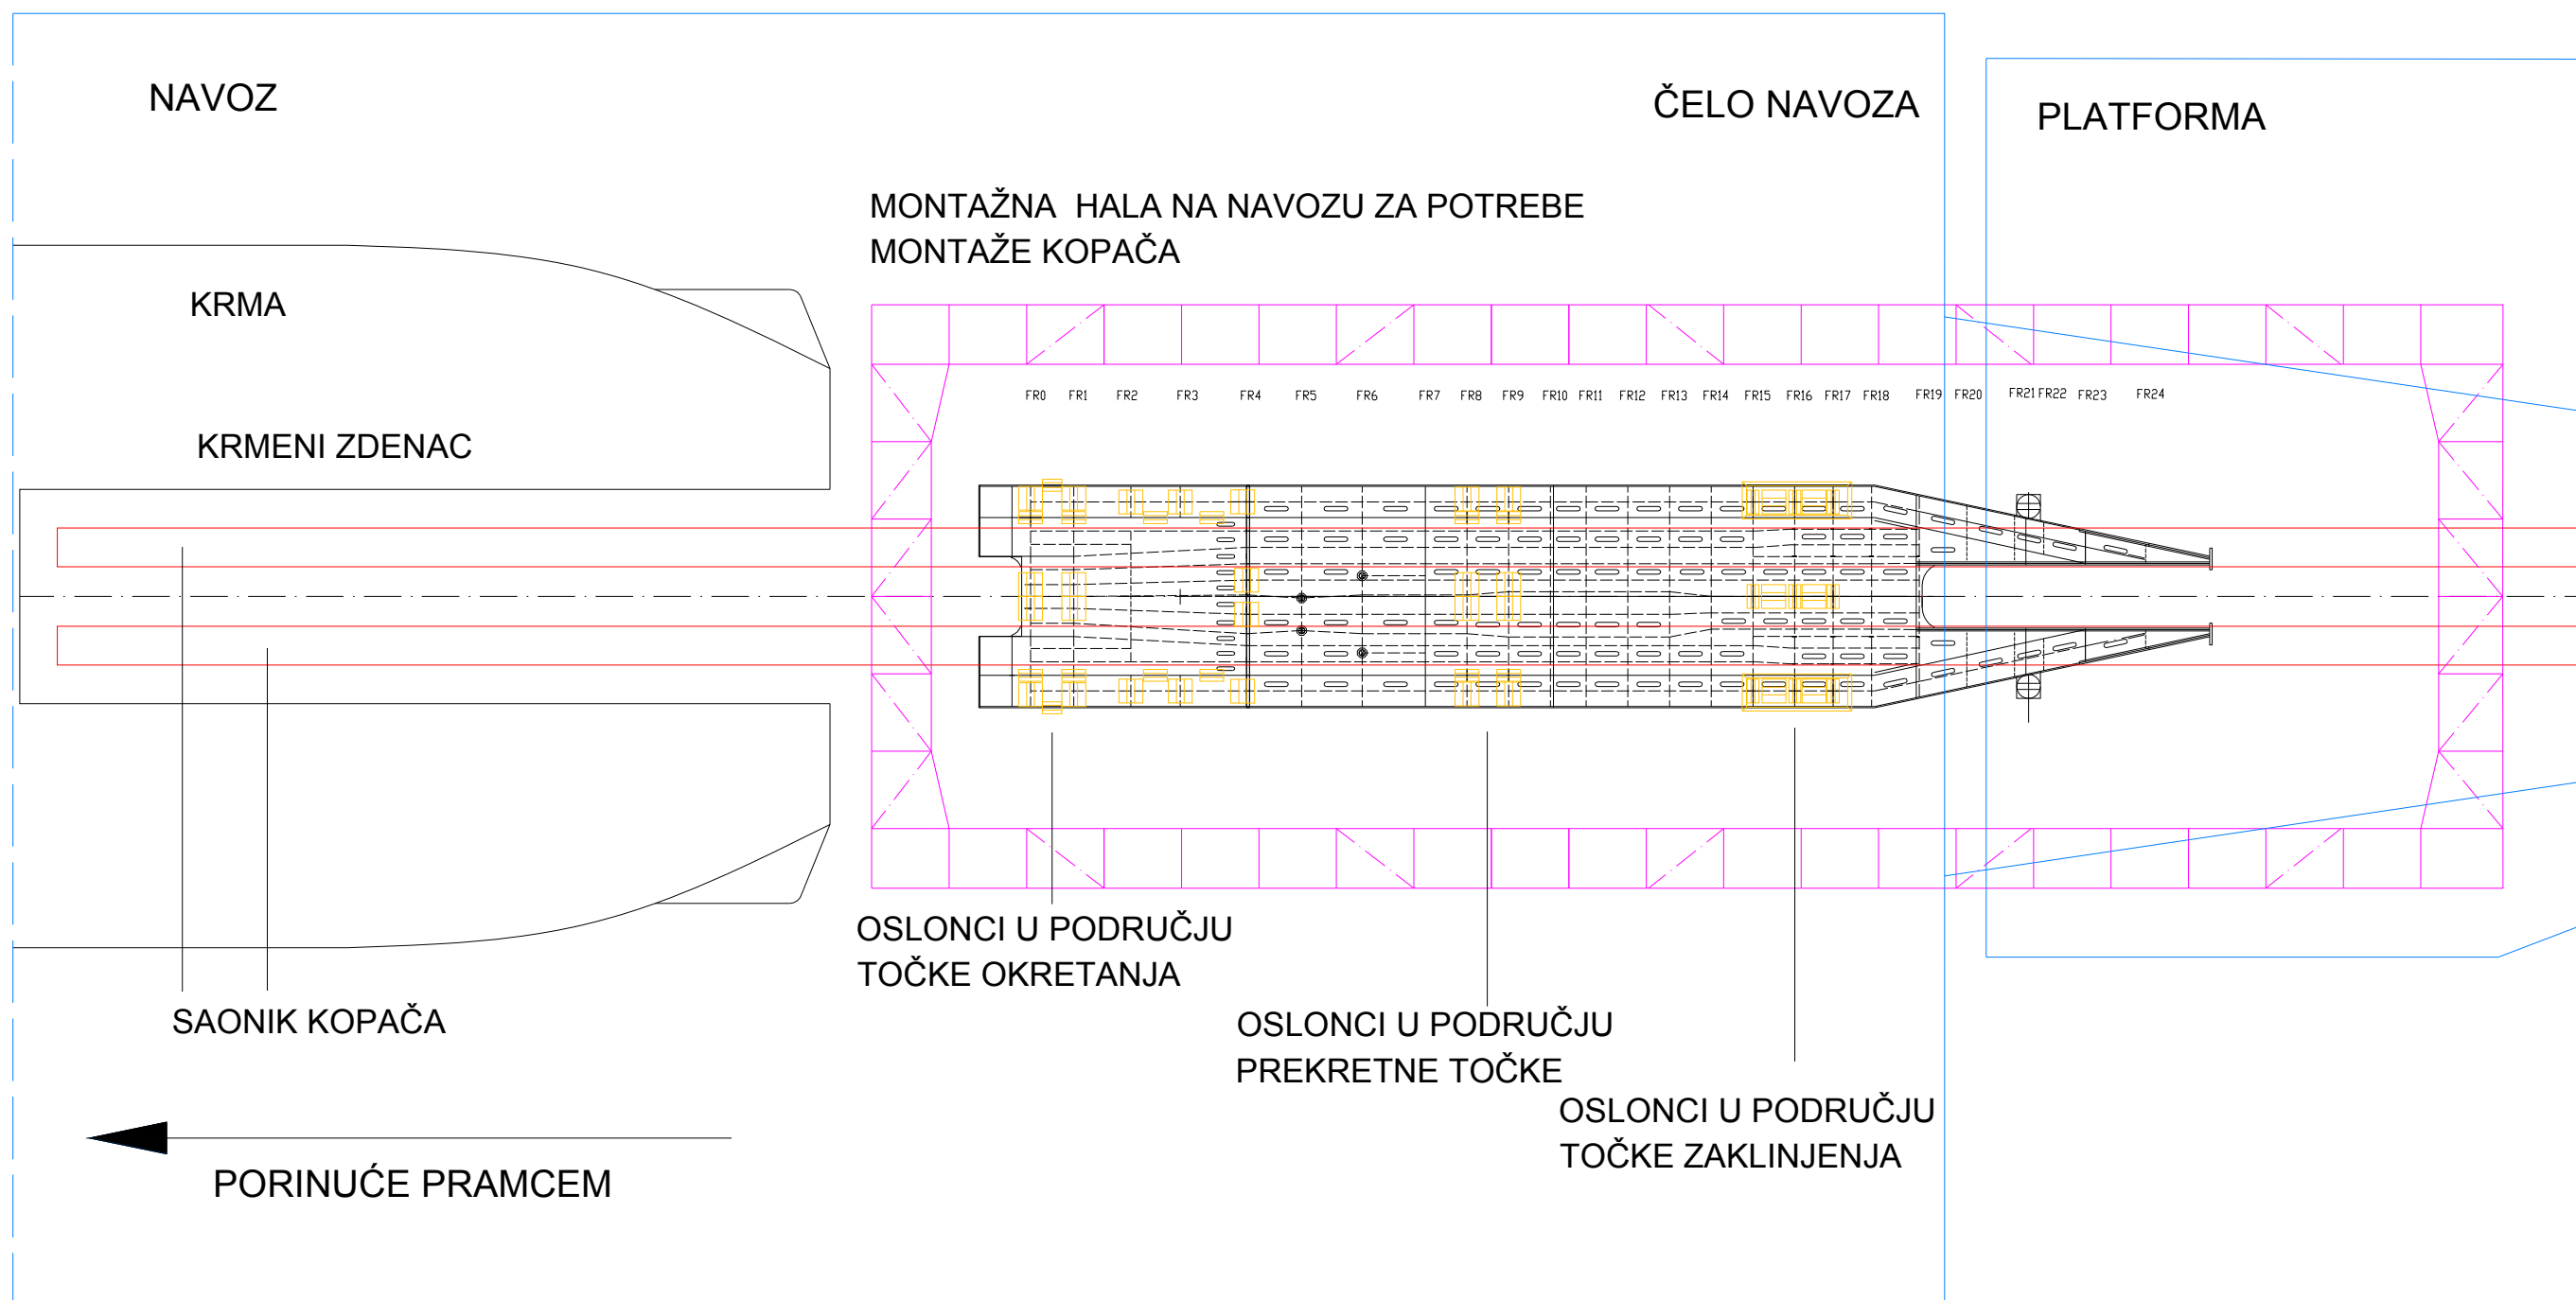 NAVOZ
ČELO NAVOZA
PLATFORMA
MONTAŽNA HALA NA NAVOZU ZA POTREBE
MONTAŽE KOPAČA
KRMA
FR0 FR1 FR2 FR3 FR4 FR5 FR6 FR7 FR8 FR9 FR10 FR11 FR12 FR13 FR14 FR15 FR16 FR17 FR18 FR19 FR20 FR21 FR22 FR23 FR24
KRMENI ZDENAC
OSLONCI U PODRUČJU
TOČKE OKRETANJA
SAONIK KOPAČA
OSLONCI U PODRUČJU
PREKRETNE TOČKE
OSLONCI U PODRUČJU
TOČKE ZAKLINJENJA
PORINUĆE PRAMCEM